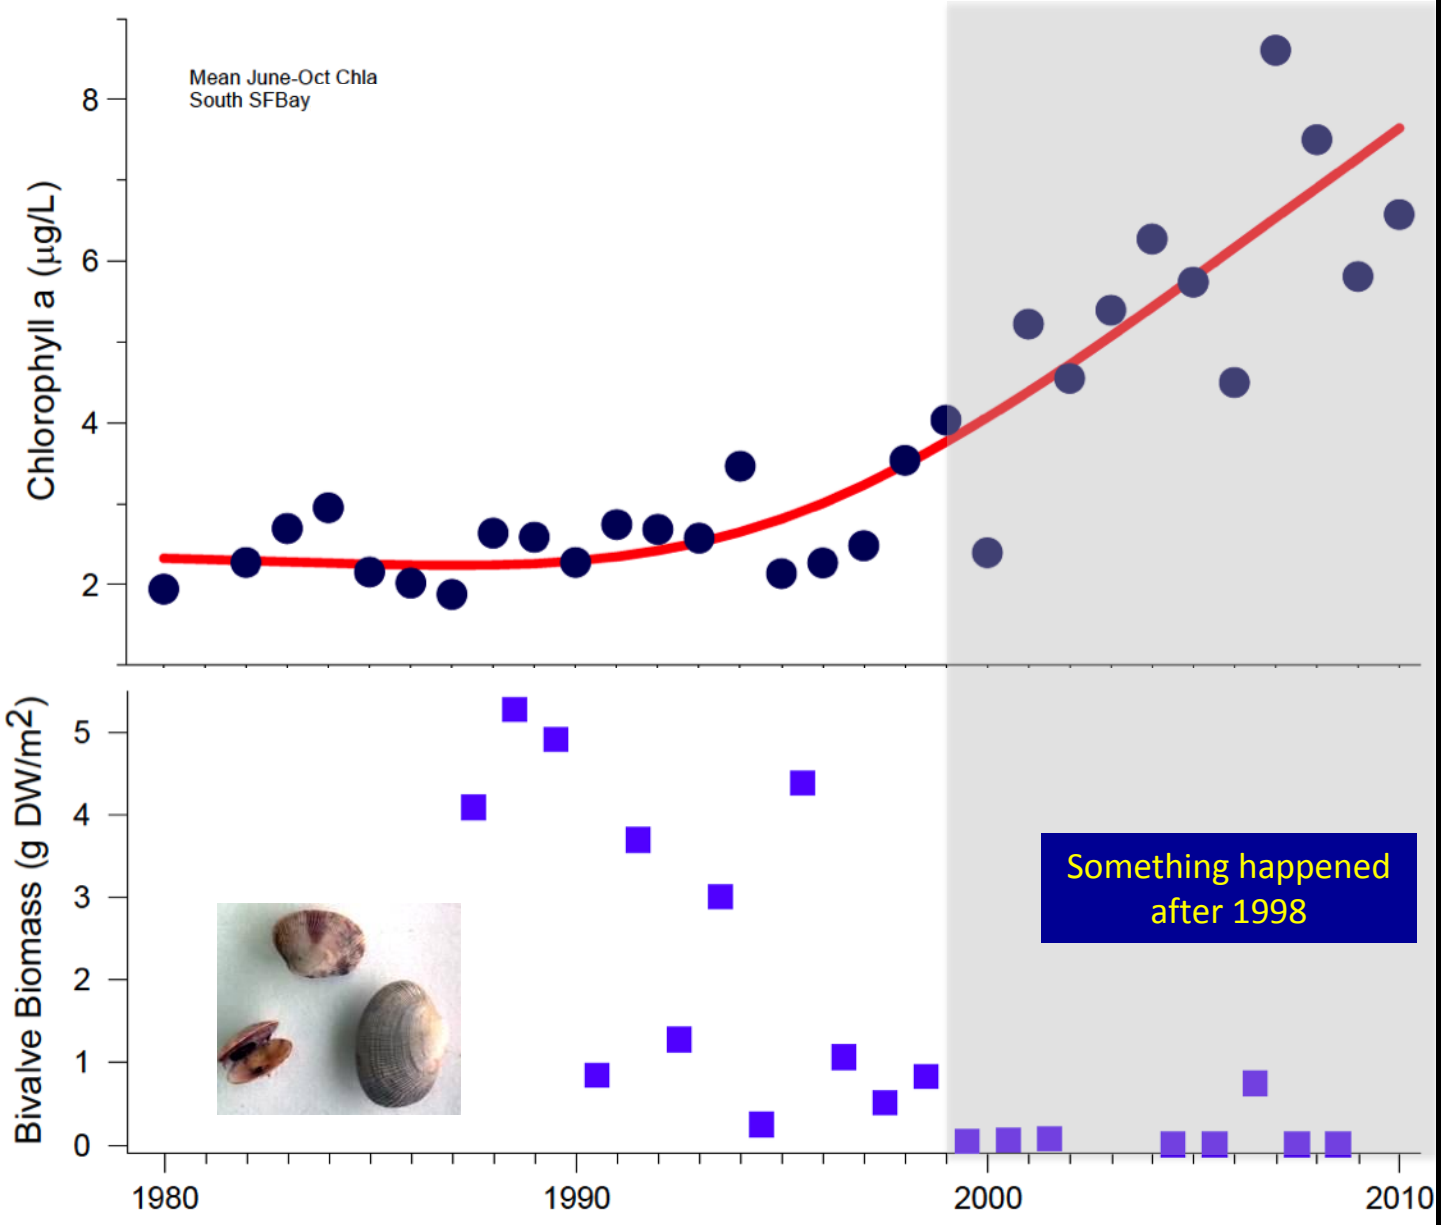 Mean June-Oct Chla
South SFBay
Chlorophyll a (μg/L)
8
6
4
2
Bivalve Biomass (g DW/m2)
5
4
3
2
1
0
Something happened
after 1998
1980
1990
2000
2010